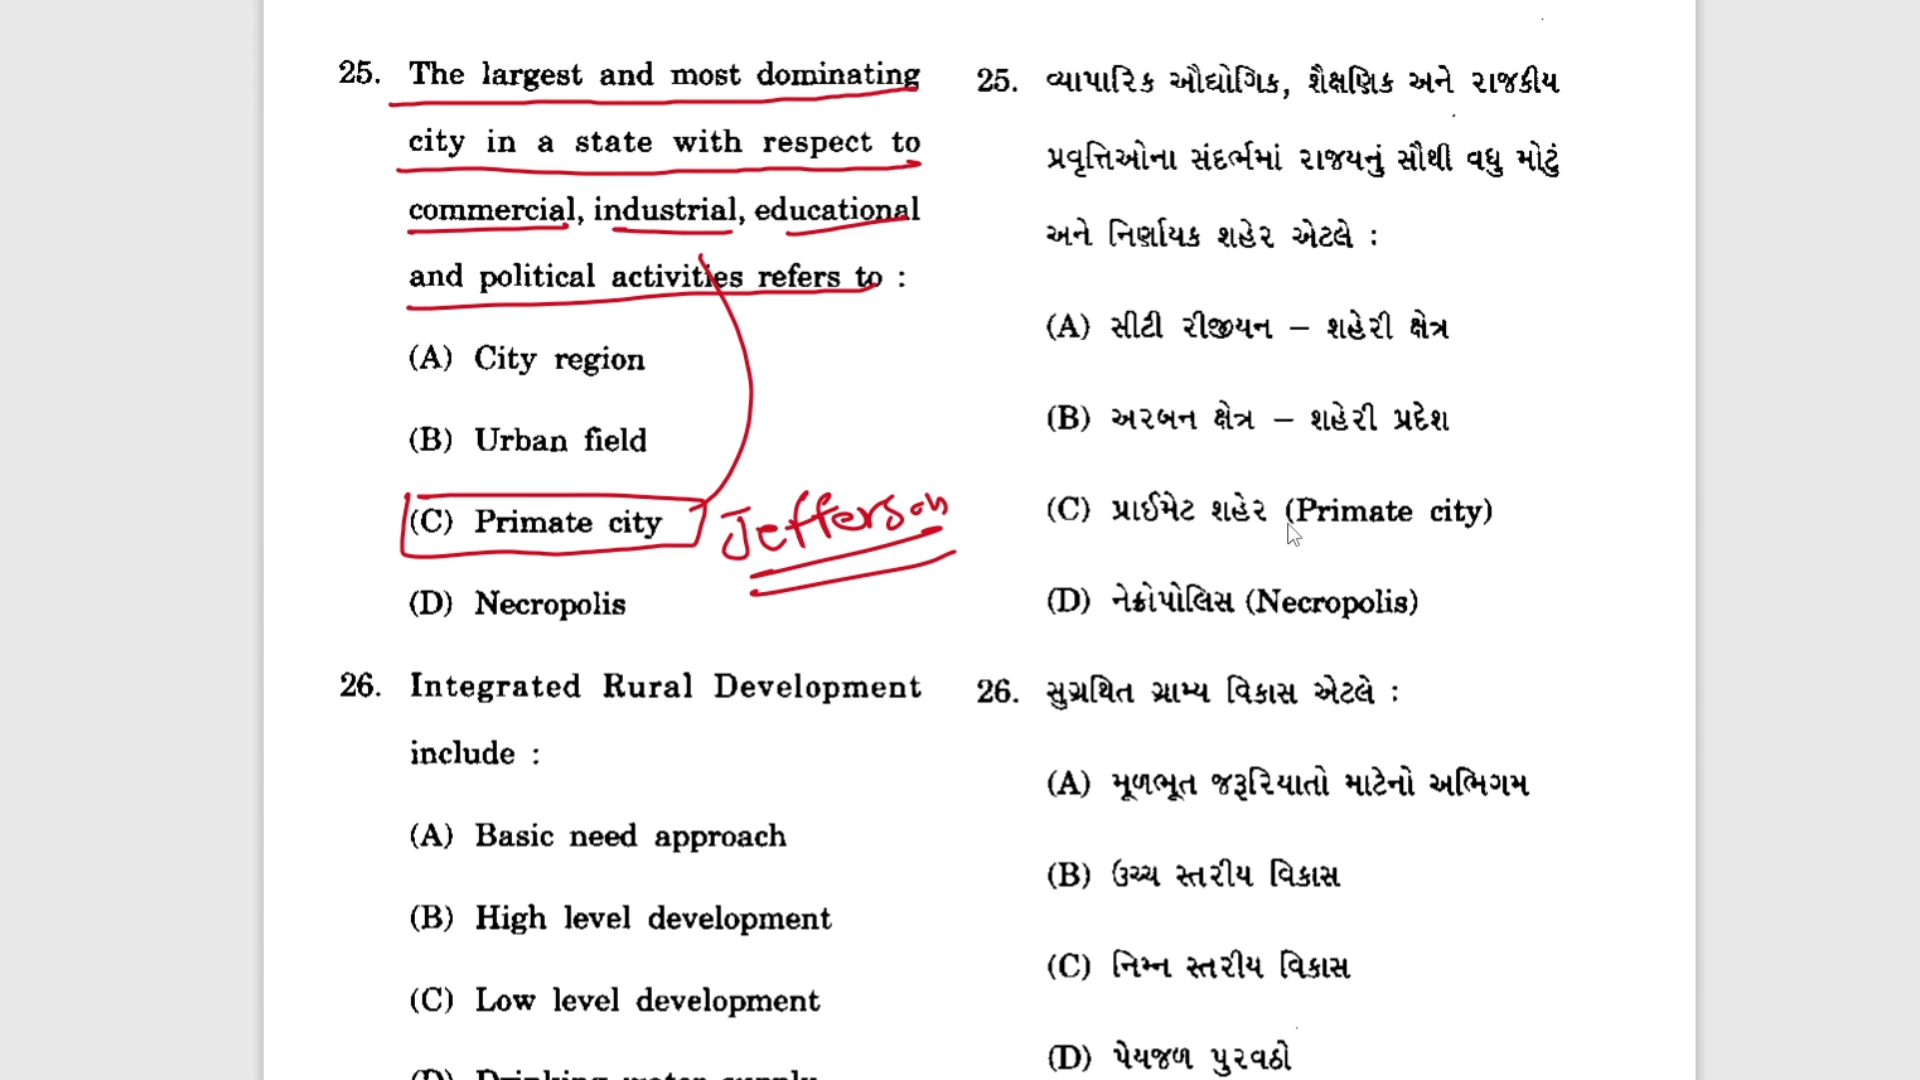 25. The largest and most dominating
city in a state with respect to
commercial, industrial, educational
and political activities refers to :
(A) City region
(B) Urban field
(C) Primate city
Jefferson
(D) Necropolis
26. Integrated Rural Development
include :
(A) Basic need approach
(B) High level development
(C) Low level development
(D) Drinking water supply
25. વ્યાપારિક ઔદ્યોગિક, શૈક્ષણિક અને રાજકીય
પ્રવૃત્તિઓના સંદર્ભમાં રાજ્યનું સૌથી વધુ મોટું
અને નિર્ણાયક શહેર એટલે :
(A) સીટી રીજીયન – શહેરી ક્ષેત્ર
(B) અરબન ક્ષેત્ર – શહેરી પ્રદેશ
(C) પ્રાઈમેટ શહેર (Primate city)
(D) નેક્રોપોલિસ (Necropolis)
26. સુગ્રથિત ગ્રામ્ય વિકાસ એટલે :
(A) મૂળભૂત જરૂરિયાતો માટેનો અભિગમ
(B) ઉચ્ચ સ્તરીય વિકાસ
(C) નિમ્ન સ્તરીય વિકાસ
(D) પેયજળ પુરવઠો